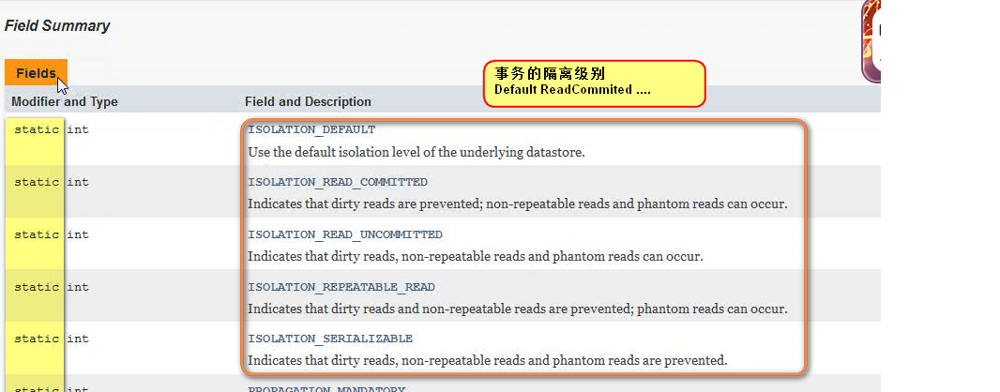 Field Summary
Fields
事务的隔离级别
Default ReadCommited ....
Modifier and Type Field and Description
static int ISOLATION_DEFAULT
Use the default isolation level of the underlying datastore.
static int ISOLATION_READ_COMMITTED
Indicates that dirty reads are prevented; non-repeatable reads and phantom reads can occur.
static int ISOLATION_READ_UNCOMMITTED
Indicates that dirty reads, non-repeatable reads and phantom reads can occur.
static int ISOLATION_REPEATABLE_READ
Indicates that dirty reads and non-repeatable reads are prevented; phantom reads can occur.
static int ISOLATION_SERIALIZABLE
Indicates that dirty reads, non-repeatable reads and phantom reads are prevented.
static int PROPAGATION_MANDATORY